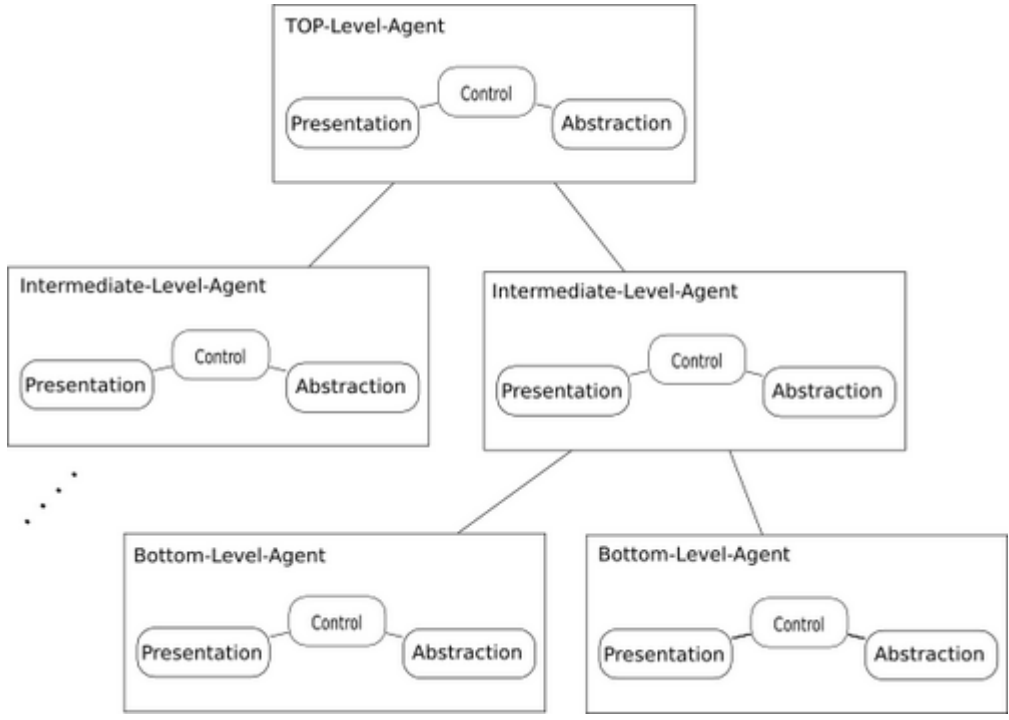 TOP-Level-Agent
Control
Presentation
Abstraction
Intermediate-Level-Agent
Control
Presentation
Abstraction
Intermediate-Level-Agent
Control
Presentation
Abstraction
Bottom-Level-Agent
Control
Presentation
Abstraction
Bottom-Level-Agent
Control
Presentation
Abstraction